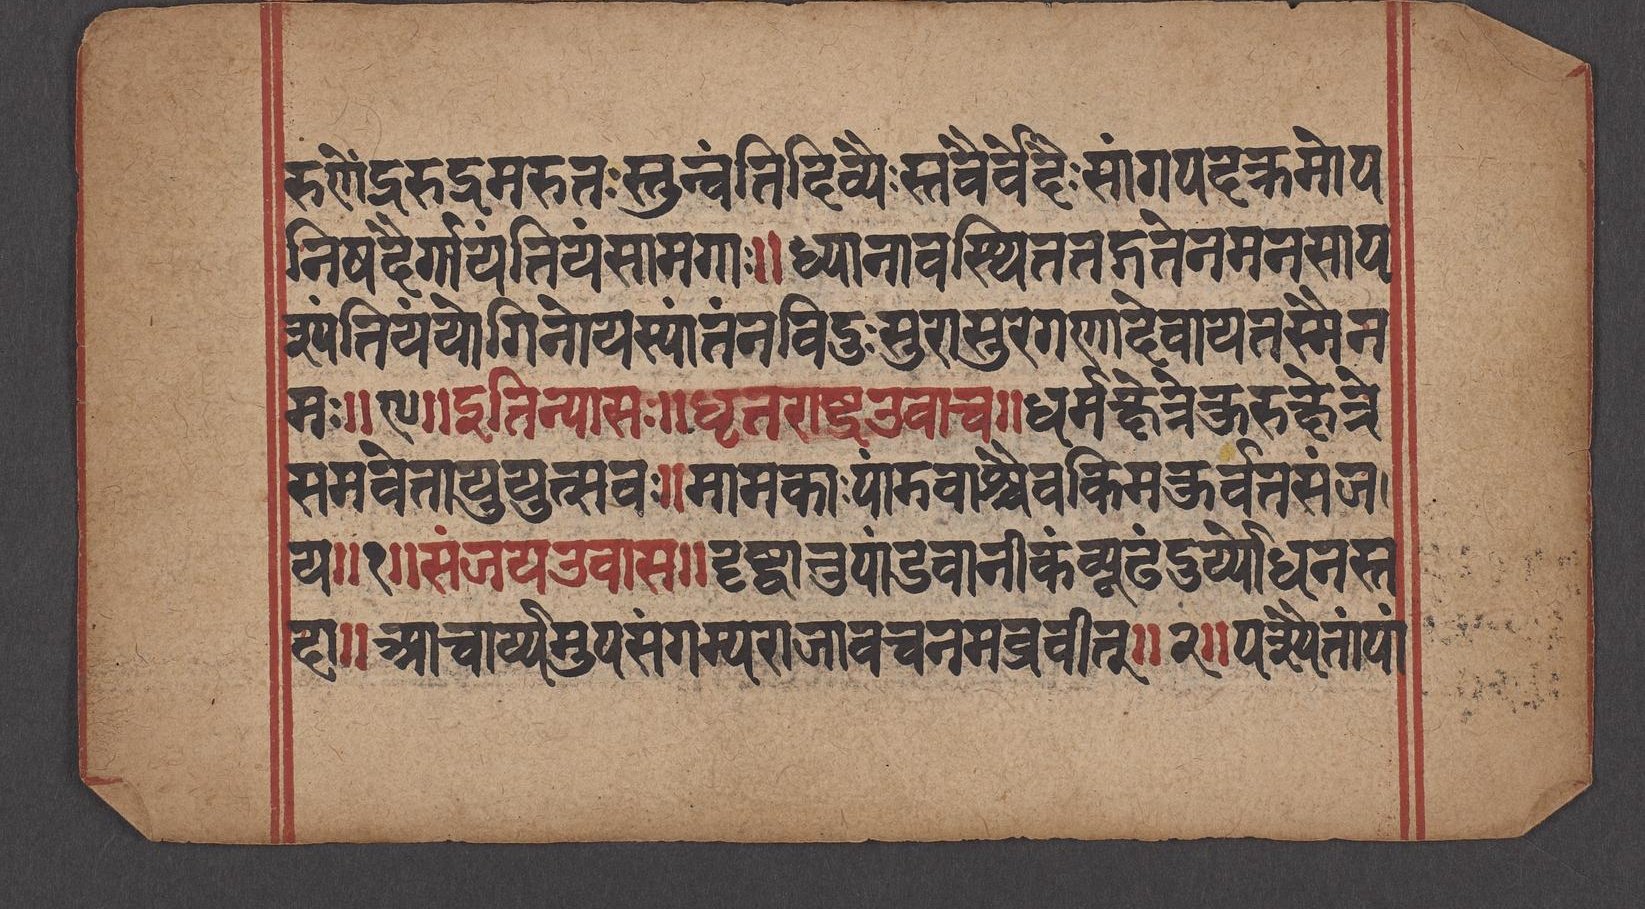 रुणेंद्ररुद्रमरुतःस्तुन्वंतिदिव्यैःस्तवैर्वेदैःसांगपदक्रमोप
निषदैर्गायंतियंसामगाः॥ध्यानावस्थिततद्गतेनमनसाप
श्यंतियंयोगिनोयस्यांतंनविदुःसुरासुरगणादेवायतस्मैन
मः॥९॥इतिन्यासः॥धृतराष्ट्रउवाच॥धर्मक्षेत्रेकुरुक्षेत्रे
समवेतायुयुत्सवः॥मामकाःपांडवाश्चैवकिमकुर्वतसंज।
य॥१॥संजयउवास॥दृष्ट्वातुपांडवानीकंव्यूढंदुर्य्योधनस्त
दा॥आचार्य्यमुपसंगम्यराजावचनमब्रवीत्॥२॥पश्यैतांपां